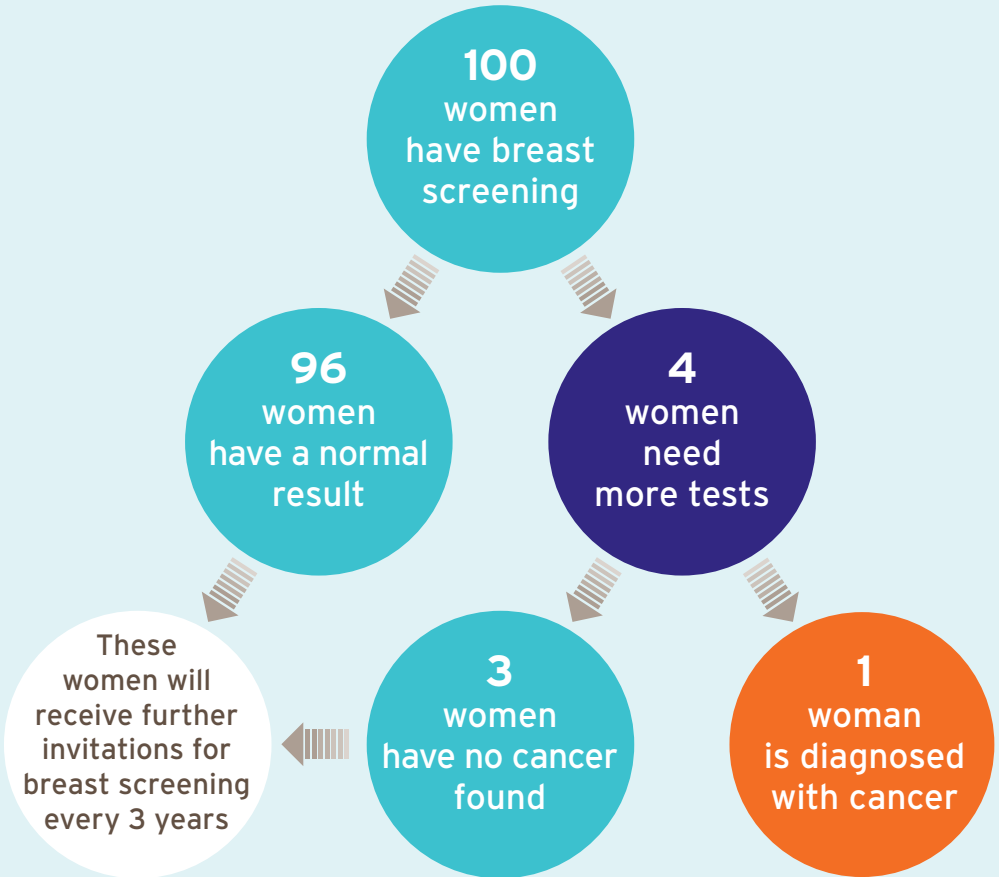 100
women
have breast
screening
96
women
have a normal
result
4
women
need
more tests
These
women will
receive further
invitations for
breast screening
every 3 years
3
women
have no cancer
found
1
woman
is diagnosed
with cancer